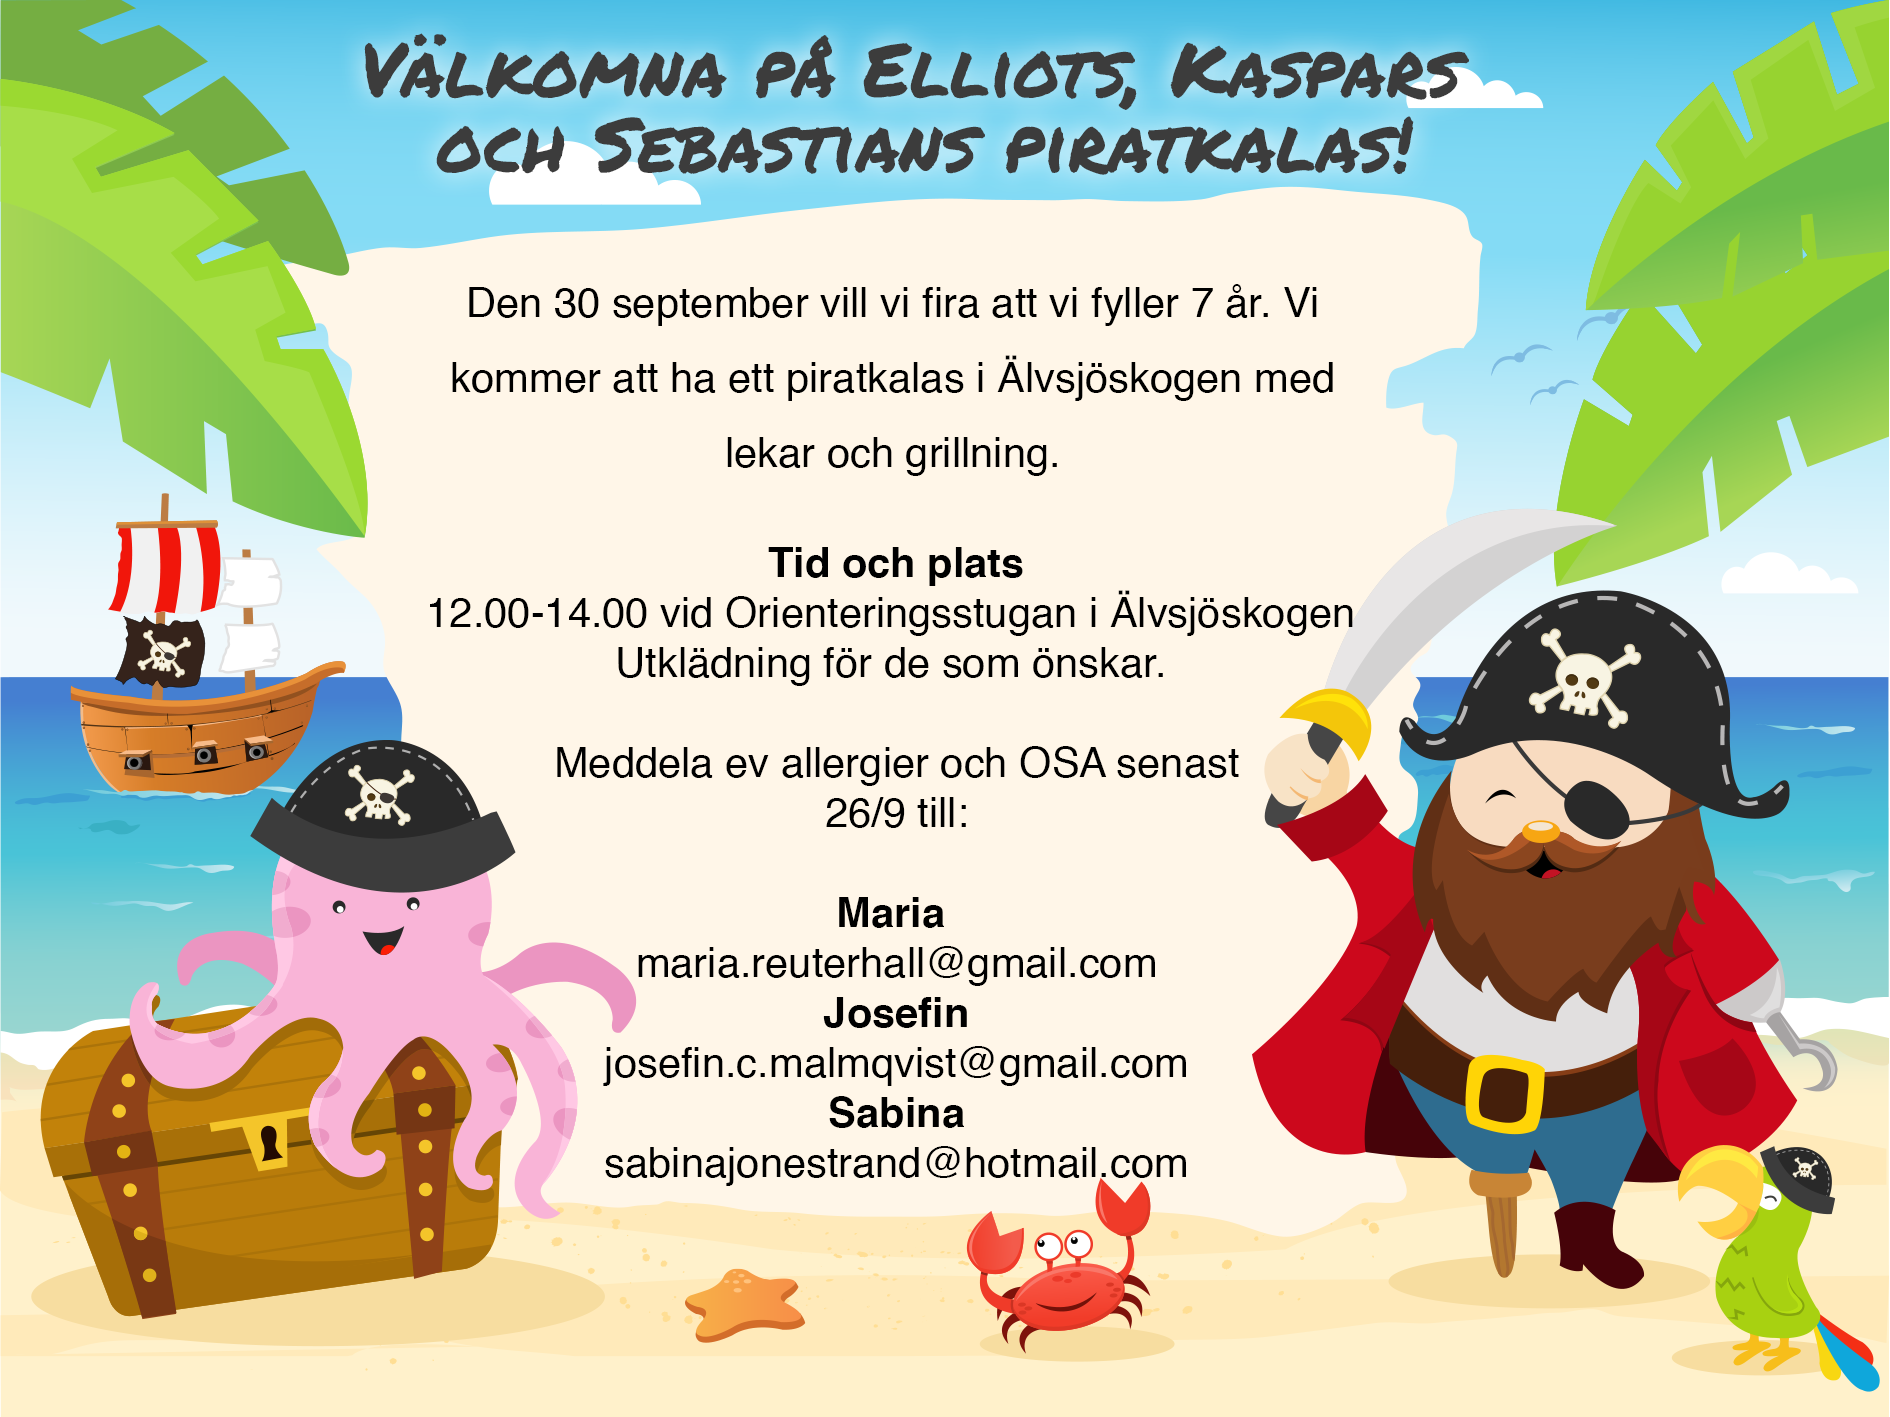 Välkomna på Elliots, Kaspars
och Sebastians piratkalas!
Den 30 september vill vi fira att vi fyller 7 år. Vi
kommer att ha ett piratkalas i Älvsjöskogen med
lekar och grillning.
Tid och plats
12.00-14.00 vid Orienteringsstugan i Älvsjöskogen
Utklädning för de som önskar.
Meddela ev allergier och OSA senast
26/9 till:
Maria
maria.reuterhall@gmail.com
Josefin
josefin.c.malmqvist@gmail.com
Sabina
sabinajonestrand@hotmail.com